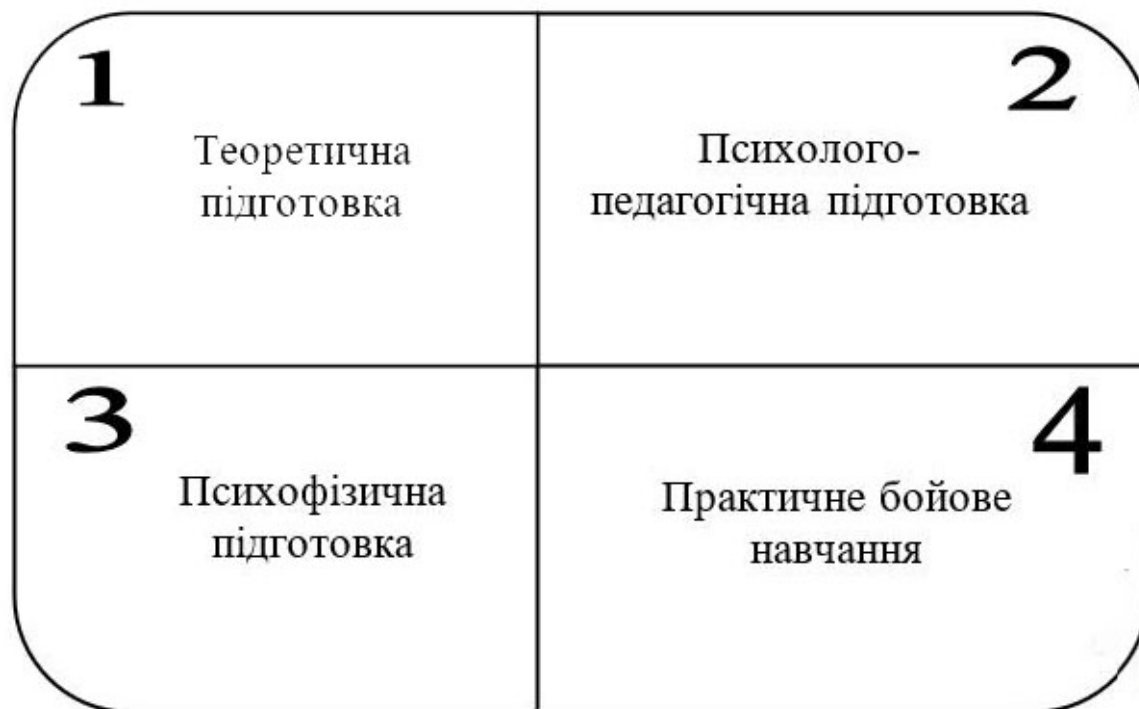 1
Теоретична
підготовка
2
Психолого-
педагогічна підготовка
3
Психофізична
підготовка
4
Практичне бойове
навчання